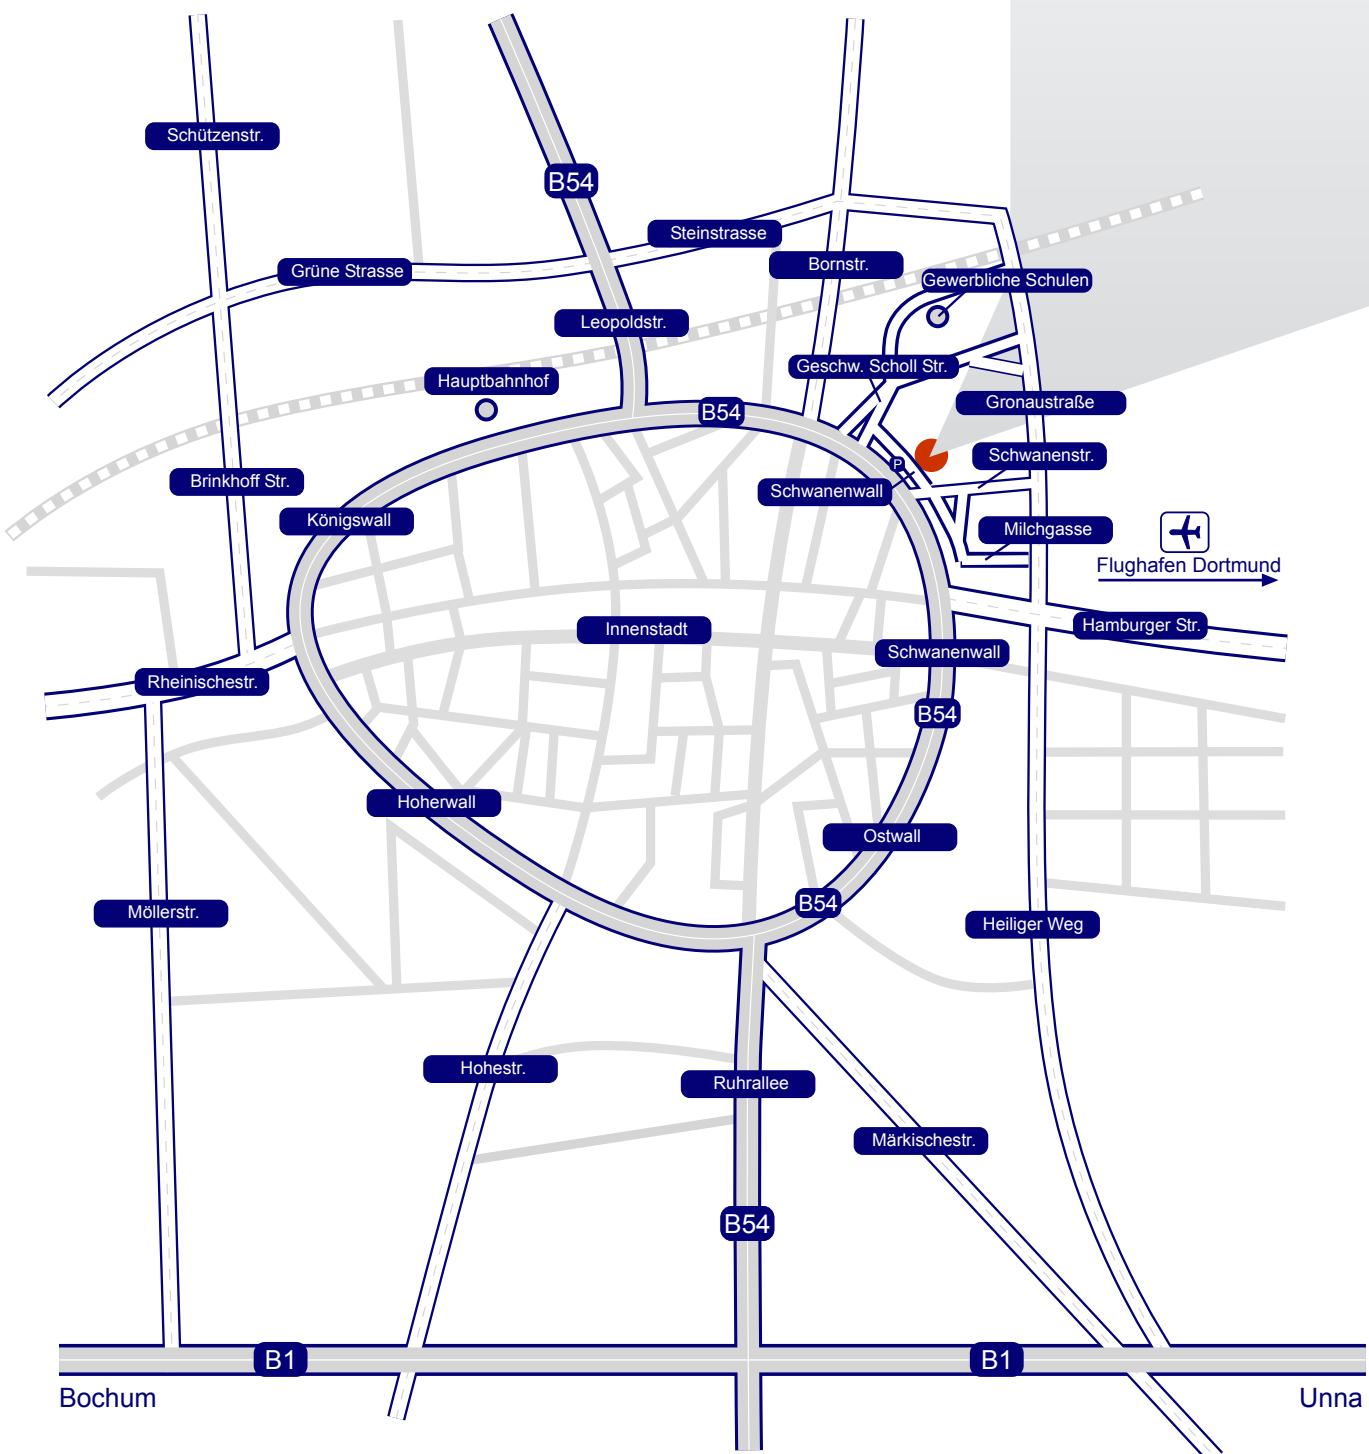 Schützenstr.
B54
Steinstrasse
Grüne Strasse
Bornstr.
Gewerbliche Schulen
Leopoldstr.
Geschw. Scholl Str.
Hauptbahnhof
Gronaustraße
B54
Schwanenstr.
P
Brinkhoff Str.
Schwanenwall
Königswall
Milchgasse
Flughafen Dortmund
Hamburger Str.
Innenstadt
Schwanenwall
Rheinischestr.
B54
Hoherwall
Ostwall
B54
Möllerstr.
Heiliger Weg
Hohestr.
Ruhrallee
Märkischestr.
B54
B1
B1
Bochum
Unna